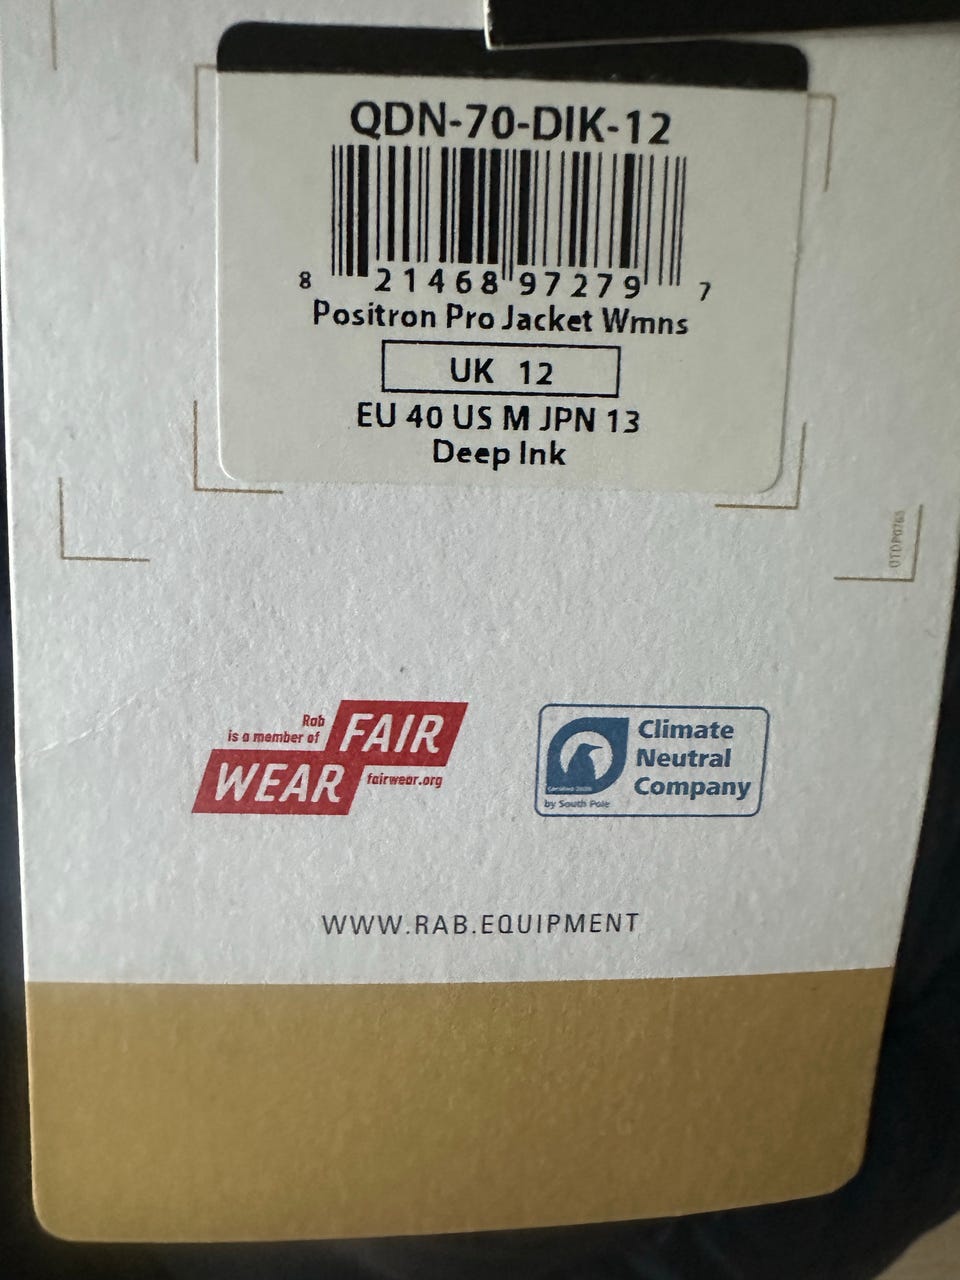 QDN-70-DIK-12
8 21468 97279 7
Positron Pro Jacket Wmns
UK 12
EU 40 US M JPN 13
Deep Ink
Rab
is a member of
FAIR
WEAR
fairwear.org
Climate
Neutral
Company
by South Pole
WWW.RAB.EQUIPMENT